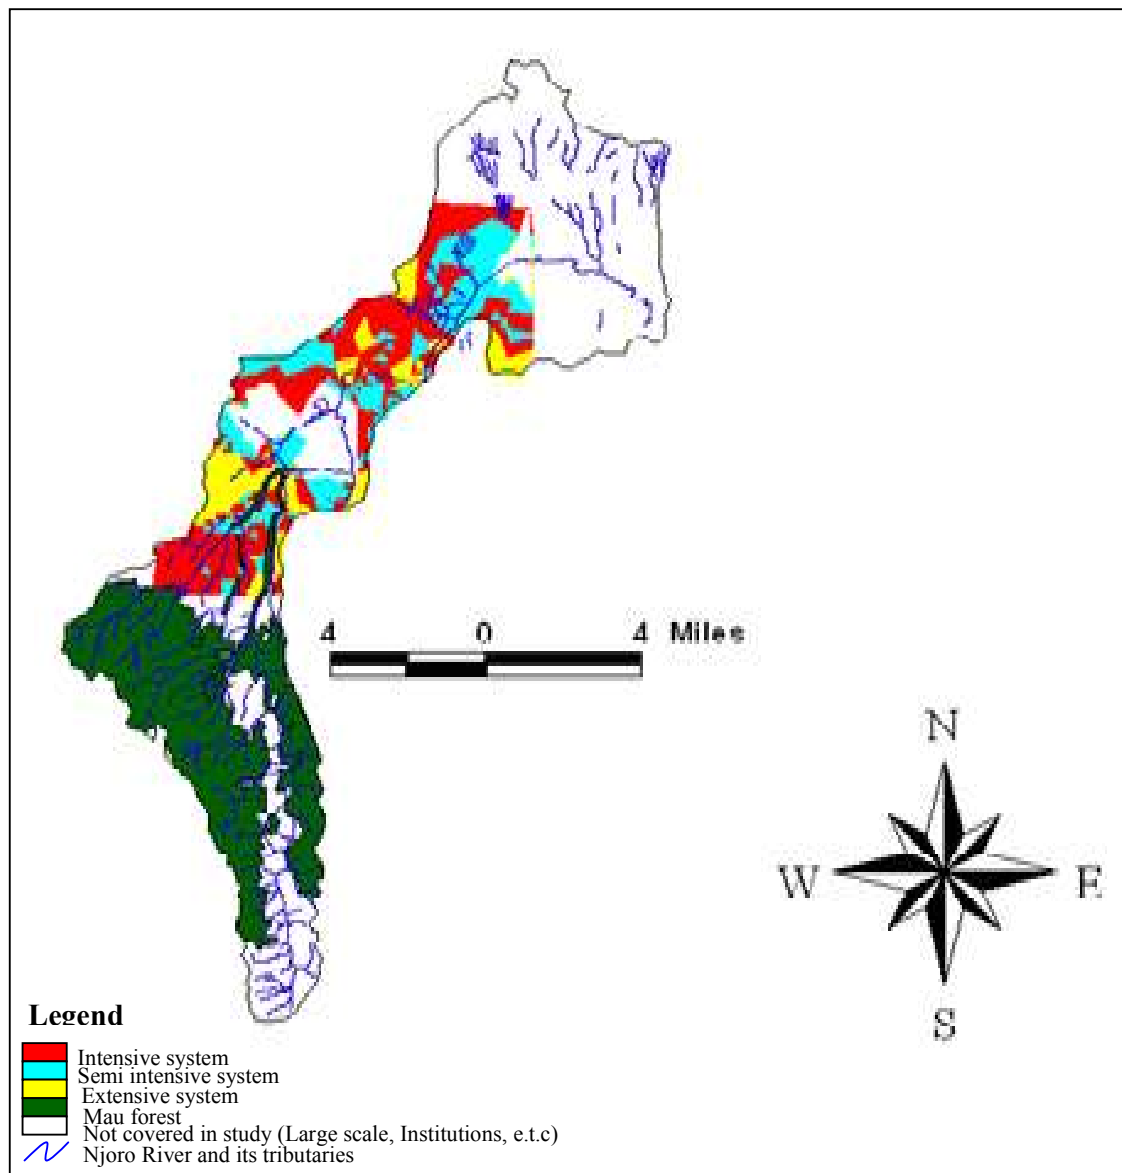 4 0 4 Miles
N
W E
S
Legend
Intensive system
Semi intensive system
Extensive system
Mau forest
Not covered in study (Large scale, Institutions, e.t.c)
Njoro River and its tributaries